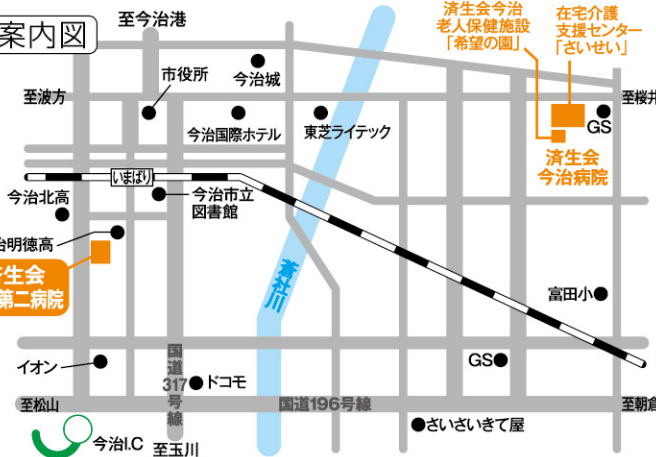 案内図
至今治港
済生会今治
老人保健施設
「希望の園」
在宅介護
支援センター
「さいせい」
市役所
今治城
至波方
至桜井
今治国際ホテル
東芝ライテック
GS
済生会
今治病院
いまばり
今治北高
今治市立
図書館
治明徳高
生会
第二病院
蒼社川
富田小
イオン
国道317号線
ドコモ
GS
至松山
国道196号線
至朝倉
さいさいきて屋
今治I.C
至玉川